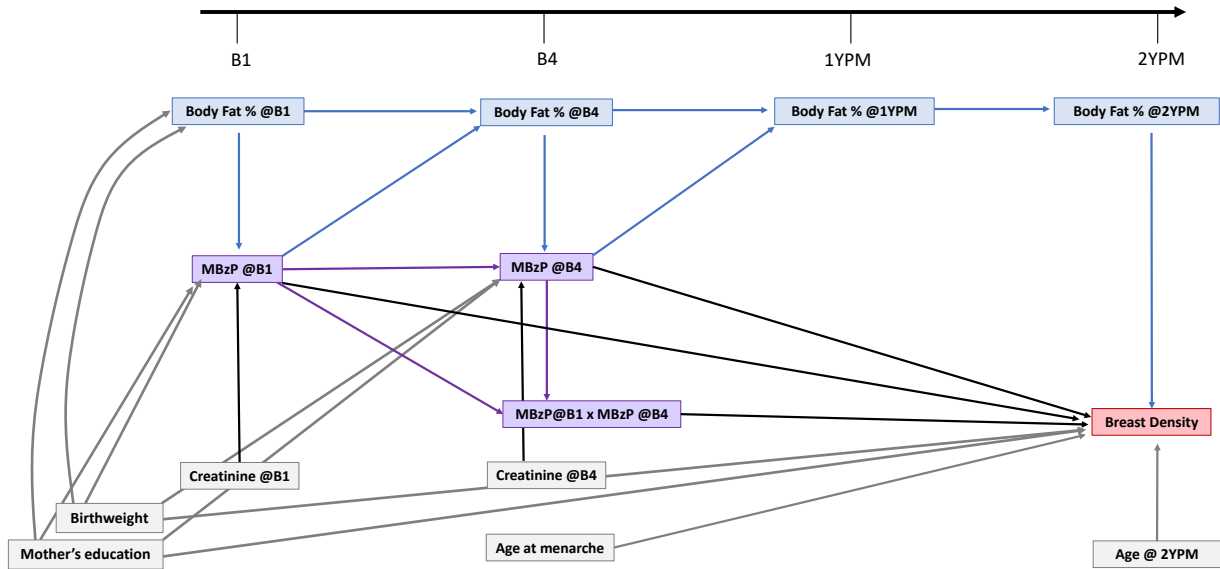 B1
B4
1YPM
2YPM
Body Fat % @B1
Body Fat % @B4
Body Fat % @1YPM
Body Fat % @2YPM
MBzP @B1
MBzP @B4
MBzP@B1 x MBzP @B4
Breast Density
Creatinine @B1
Creatinine @B4
Birthweight
Mother's education
Age at menarche
Age @ 2YPM